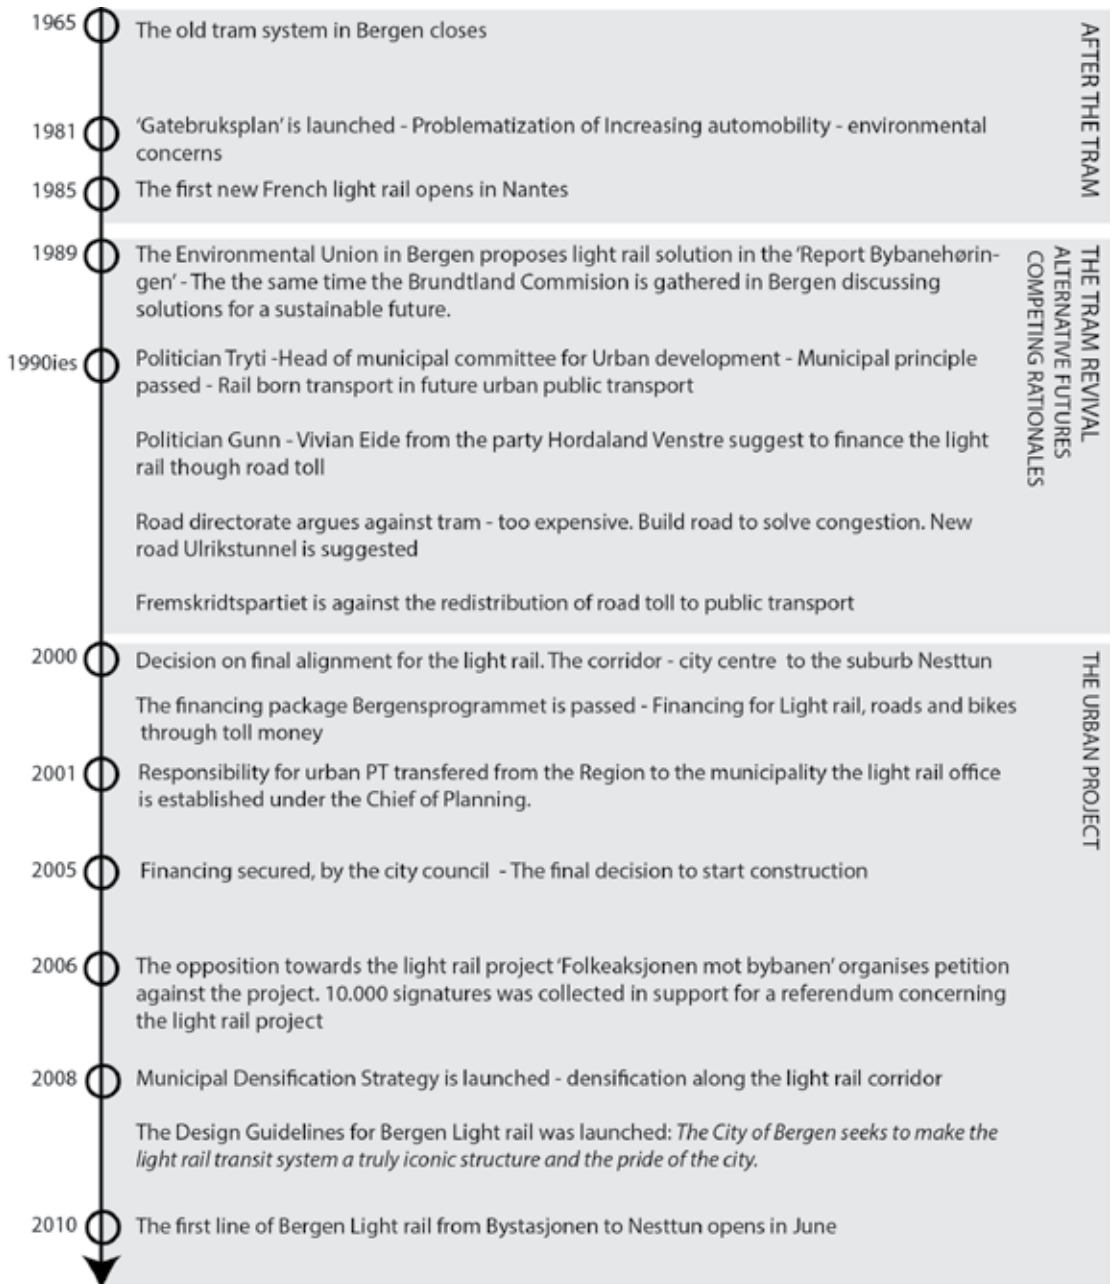 1965
The old tram system in Bergen closes
1981
‘Gatebruksplan’ is launched - Problematization of Increasing automobility - environmental
concerns
1985
The first new French light rail opens in Nantes
AFTER THE TRAM
1989
The Environmental Union in Bergen proposes light rail solution in the ‘Report Bybanehørin-
gen’ - The the same time the Brundtland Commision is gathered in Bergen discussing
solutions for a sustainable future.
1990ies
Politician Tryti -Head of municipal committee for Urban development - Municipal principle
passed - Rail born transport in future urban public transport
Politician Gunn - Vivian Eide from the party Hordaland Venstre suggest to finance the light
rail though road toll
Road directorate argues against tram - too expensive. Build road to solve congestion. New
road Ulrikstunnel is suggested
Fremskridtspartiet is against the redistribution of road toll to public transport
THE TRAM REVIVAL
ALTERNATIVE FUTURES
COMPETING RATIONALES
2000
Decision on final alignment for the light rail. The corridor - city centre to the suburb Nesttun
The financing package Bergensprogrammet is passed - Financing for Light rail, roads and bikes
through toll money
2001
Responsibility for urban PT transfered from the Region to the municipality the light rail office
is established under the Chief of Planning.
2005
Financing secured, by the city council - The final decision to start construction
2006
The opposition towards the light rail project ‘Folkeaksjonen mot bybanen’ organises petition
against the project. 10.000 signatures was collected in support for a referendum concerning
the light rail project
2008
Municipal Densification Strategy is launched - densification along the light rail corridor
The Design Guidelines for Bergen Light rail was launched: The City of Bergen seeks to make the
light rail transit system a truly iconic structure and the pride of the city.
2010
The first line of Bergen Light rail from Bystasjonen to Nesttun opens in June
THE URBAN PROJECT